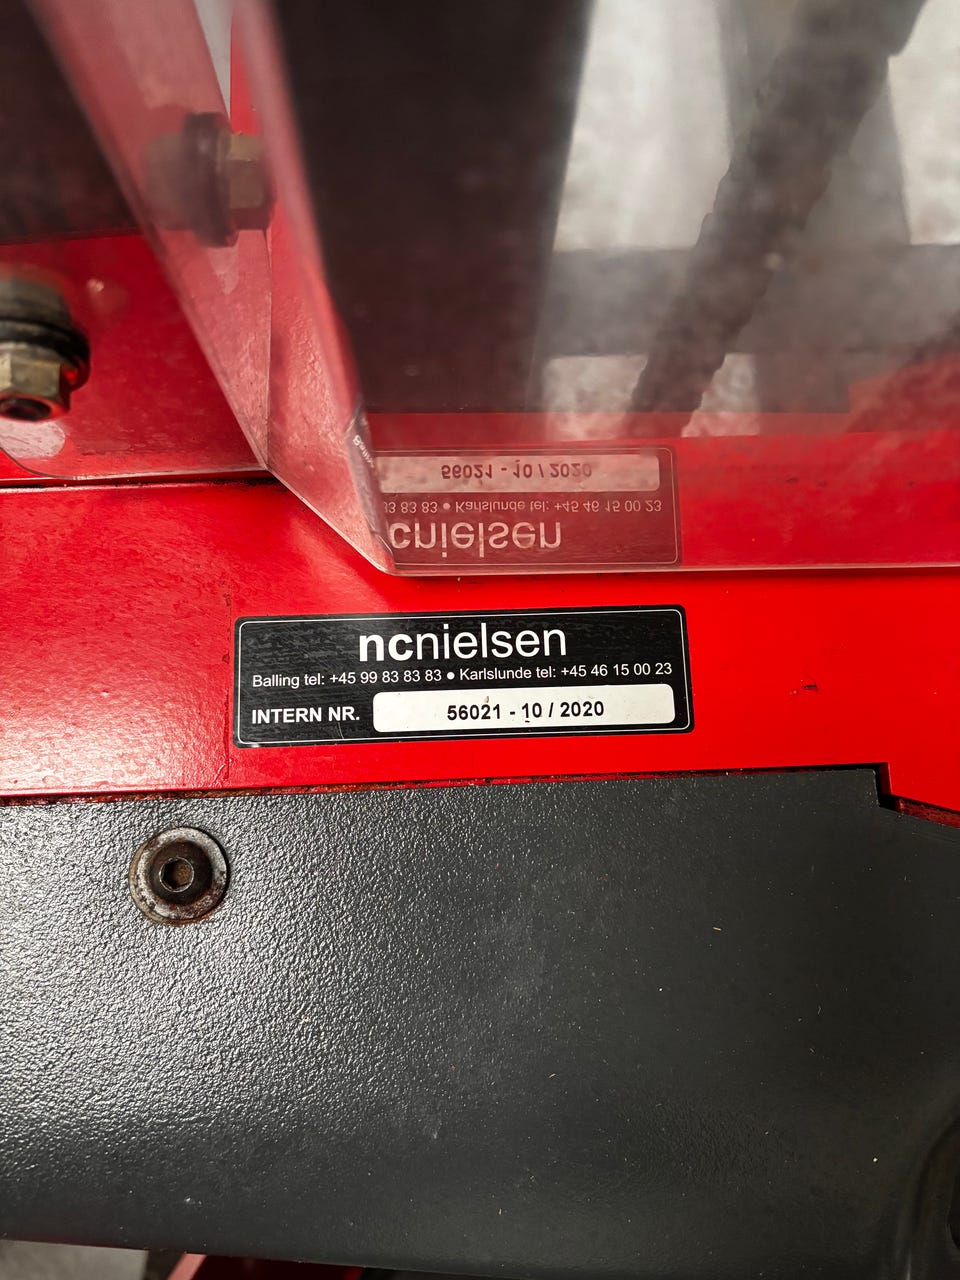 ncnielsen
Balling tel: +45 99 83 83 83 ● Karlslunde tel: +45 46 15 00 23
INTERN NR. 56021 - 10 / 2020